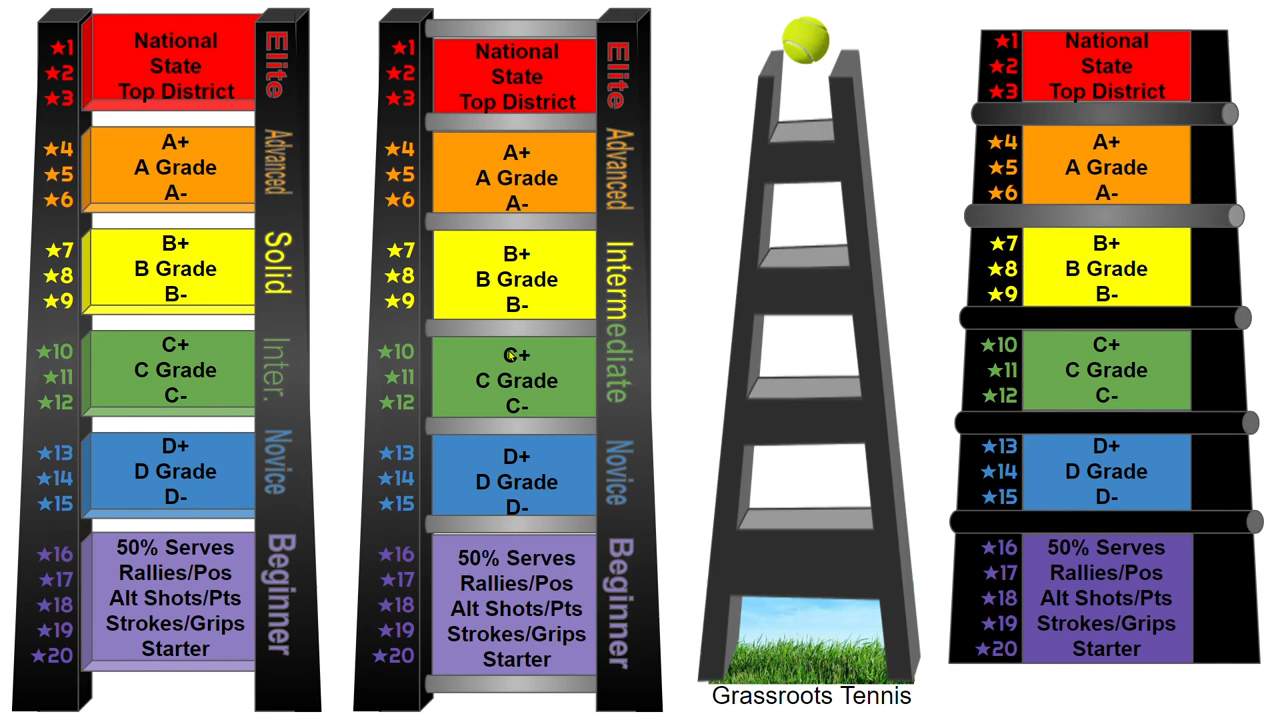 ★1 National
★2 State
★3 Top District
Elite
★4 A+
★5 A Grade
★6 A-
Advanced
★7 B+
★8 B Grade
★9 B-
Solid
★10 C+
★11 C Grade
★12 C-
Inter.
★13 D+
★14 D Grade
★15 D-
Novice
★16 50% Serves
★17 Rallies/Pos
★18 Alt Shots/Pts
★19 Strokes/Grips
★20 Starter
Beginner
★1 National
★2 State
★3 Top District
Elite
★4 A+
★5 A Grade
★6 A-
Advanced
★7 B+
★8 B Grade
★9 B-
★10 C+
★11 C Grade
★12 C-
Intermediate
★13 D+
★14 D Grade
★15 D-
Novice
★16 50% Serves
★17 Rallies/Pos
★18 Alt Shots/Pts
★19 Strokes/Grips
★20 Starter
Beginner
Grassroots Tennis
★1 National
★2 State
★3 Top District
★4 A+
★5 A Grade
★6 A-
★7 B+
★8 B Grade
★9 B-
★10 C+
★11 C Grade
★12 C-
★13 D+
★14 D Grade
★15 D-
★16 50% Serves
★17 Rallies/Pos
★18 Alt Shots/Pts
★19 Strokes/Grips
★20 Starter